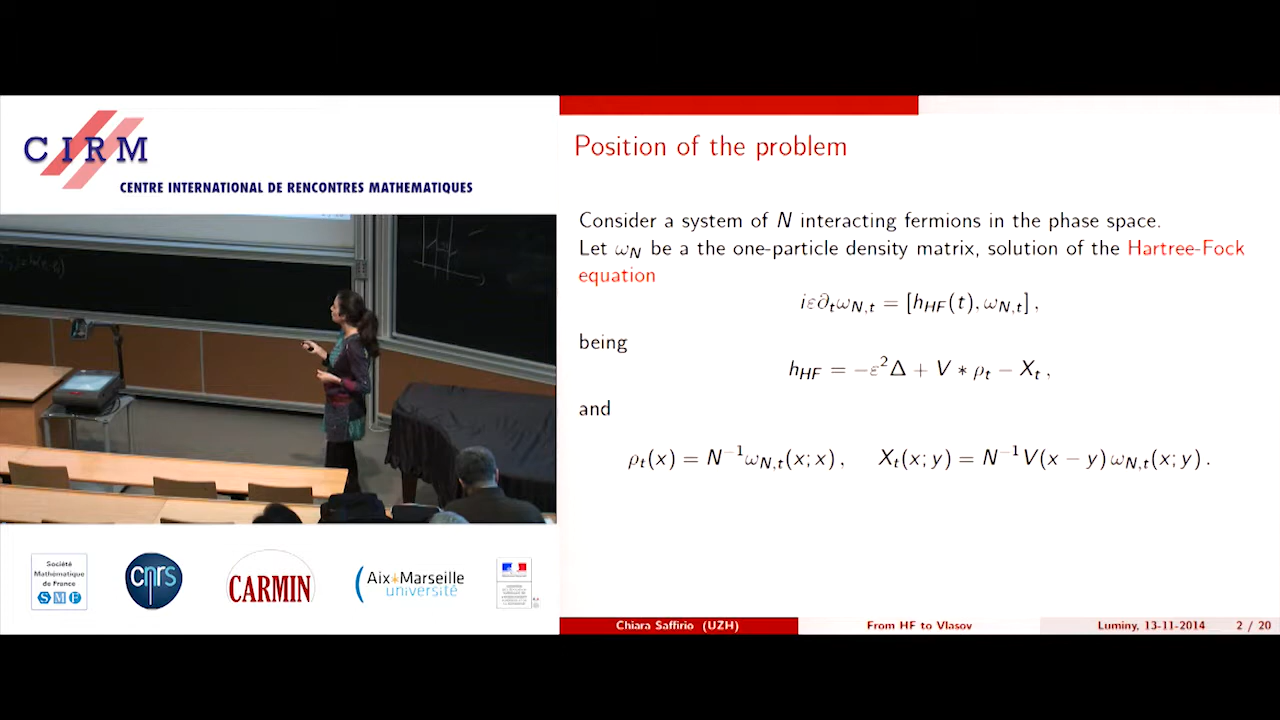 CIRM
CENTRE INTERNATIONAL DE RENCONTRES MATHEMATIQUES
Société
Mathématique
de France
SMF
cnrs
CARMIN
Aix*Marseille
université
Position of the problem
Consider a system of N interacting fermions in the phase space.
Let ω_N be a the one-particle density matrix, solution of the Hartree-Fock
equation
iε∂_tω_{N,t} = [h_{HF}(t), ω_{N,t}] ,
being
h_{HF} = −ε²Δ + V ∗ ρ_t − X_t ,
and
ρ_t(x) = N^{−1}ω_{N,t}(x; x) , X_t(x; y) = N^{−1}V(x − y)ω_{N,t}(x; y) .
Chiara Saffirio (UZH) From HF to Vlasov Luminy, 13-11-2014 2 / 20